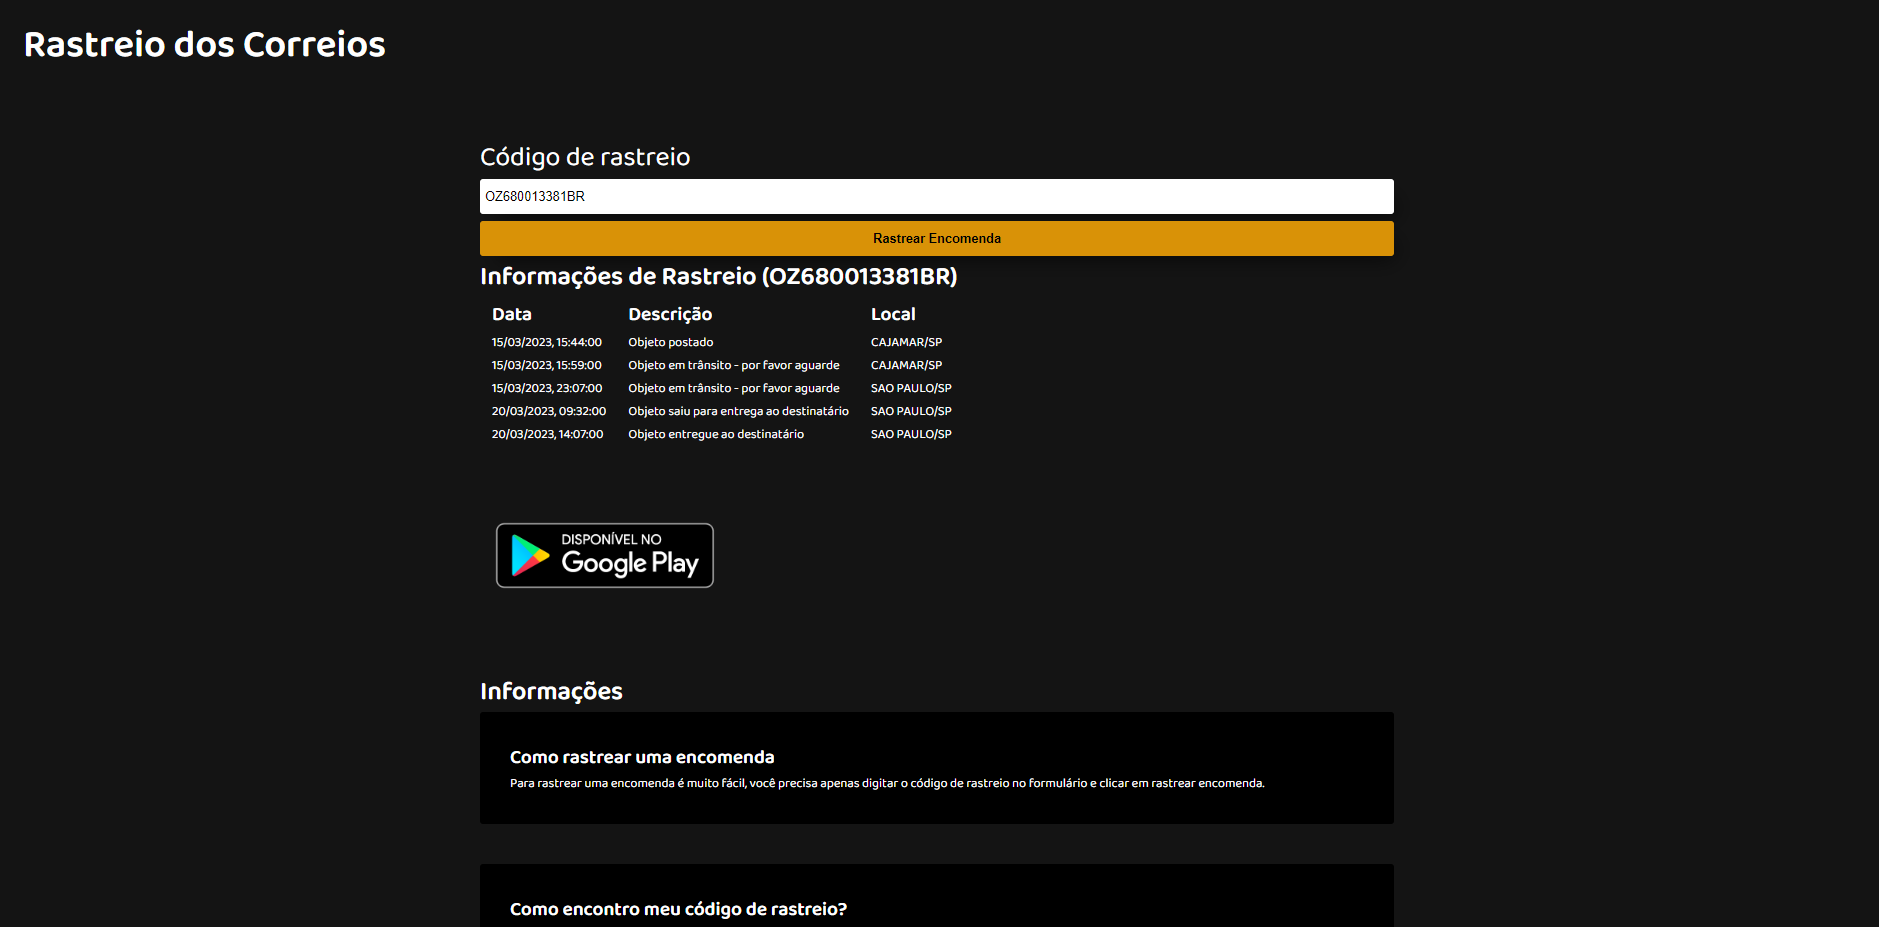 Rastreio dos Correios
Código de rastreio
OZ680013381BR
Rastrear Encomenda
Informações de Rastreio (OZ680013381BR)
Data Descrição Local
15/03/2023, 15:44:00 Objeto postado CAJAMAR/SP
15/03/2023, 15:59:00 Objeto em trânsito - por favor aguarde CAJAMAR/SP
15/03/2023, 23:07:00 Objeto em trânsito - por favor aguarde SAO PAULO/SP
20/03/2023, 09:32:00 Objeto saiu para entrega ao destinatário SAO PAULO/SP
20/03/2023, 14:07:00 Objeto entregue ao destinatário SAO PAULO/SP
DISPONÍVEL NO
Google Play
Informações
Como rastrear uma encomenda
Para rastrear uma encomenda é muito fácil, você precisa apenas digitar o código de rastreio no formulário e clicar em rastrear encomenda.
Como encontro meu código de rastreio?